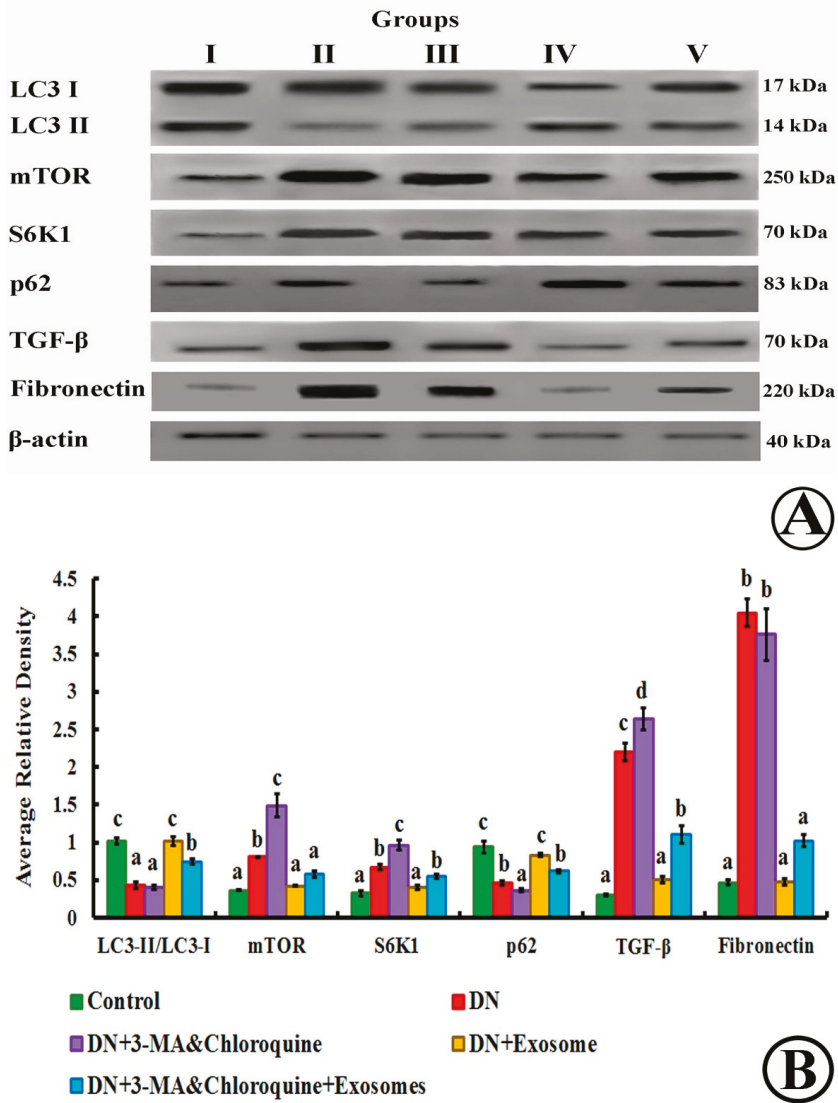 Groups
I II III IV V
LC3 I 17 kDa
LC3 II 14 kDa
mTOR 250 kDa
S6K1 70 kDa
p62 83 kDa
TGF-β 70 kDa
Fibronectin 220 kDa
β-actin 40 kDa
A
Average Relative Density
4.5
4
3.5
3
2.5
2
1.5
1
0.5
0
c a a c b
b c a a
a b c a b
c b a c b
a c d a b
a b b a a
LC3-II/LC3-I mTOR S6K1 p62 TGF-β Fibronectin
Control DN
DN+3-MA&Chloroquine DN+Exosome
DN+3-MA&Chloroquine+Exosomes
B